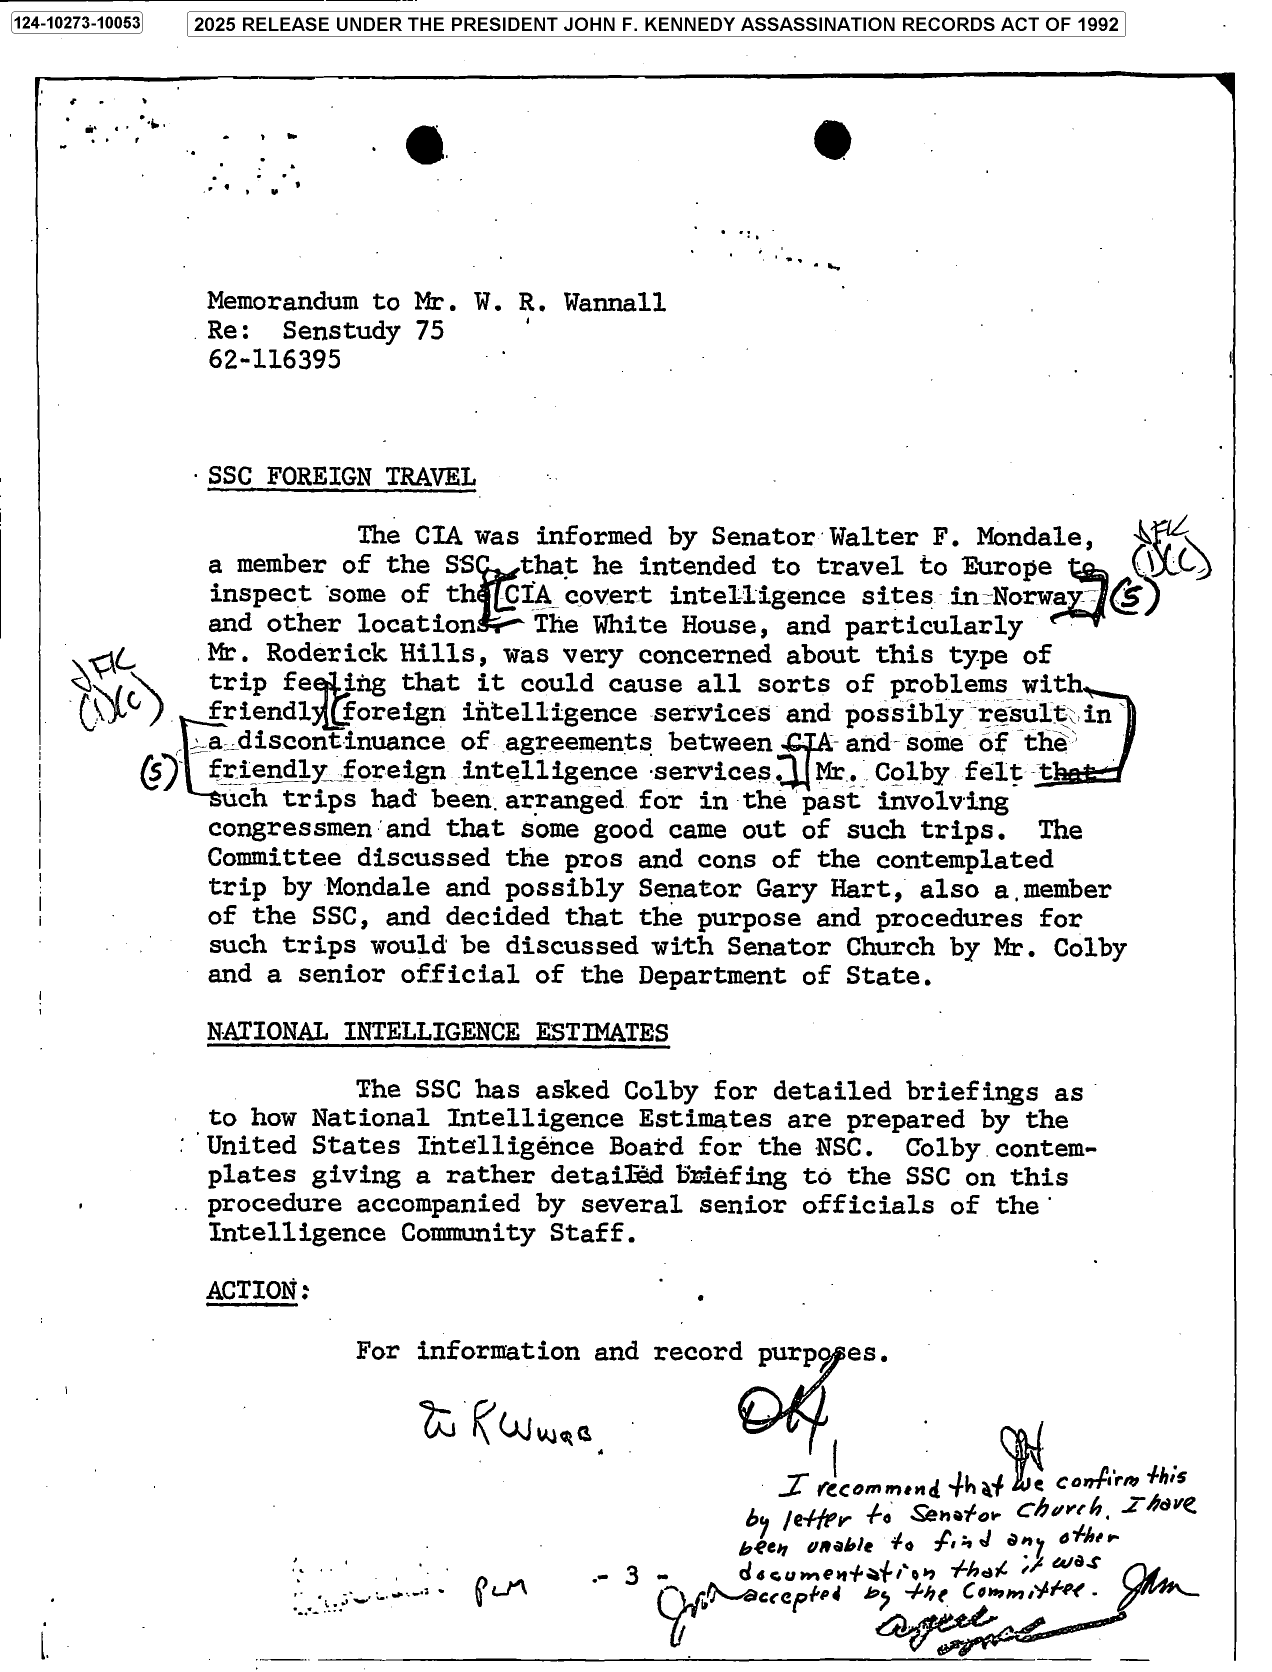 124-10273-10053
2025 RELEASE UNDER THE PRESIDENT JOHN F. KENNEDY ASSASSINATION RECORDS ACT OF 1992
Memorandum to Mr. W. R. Wannall
Re: Senstudy 75
62-116395
SSC FOREIGN TRAVEL
The CIA was informed by Senator Walter F. Mondale,
a member of the SSC, that he intended to travel to Europe to
inspect some of the [CIA covert intelligence sites in Norway]
and other locations. The White House, and particularly
Mr. Roderick Hills, was very concerned about this type of
trip feeling that it could cause all sorts of problems with
friendly [foreign intelligence services and possibly result in
a discontinuance of agreements between CIA and some of the
friendly foreign intelligence services.] Mr. Colby felt that
such trips had been arranged for in the past involving
congressmen and that some good came out of such trips. The
Committee discussed the pros and cons of the contemplated
trip by Mondale and possibly Senator Gary Hart, also a member
of the SSC, and decided that the purpose and procedures for
such trips would be discussed with Senator Church by Mr. Colby
and a senior official of the Department of State.
JFK
(1)(C)
(S)
JFK
(1)(C)
(S)
NATIONAL INTELLIGENCE ESTIMATES
The SSC has asked Colby for detailed briefings as
to how National Intelligence Estimates are prepared by the
United States Intelligence Board for the NSC. Colby contem-
plates giving a rather detailed briefing to the SSC on this
procedure accompanied by several senior officials of the
Intelligence Community Staff.
ACTION:
For information and record purposes.
OK
I recommend that we confirm this
by letter to Senator Church. I have
been unable to find any other
documentation that it was
accepted by the Committee.
PLM
- 3 -
agree